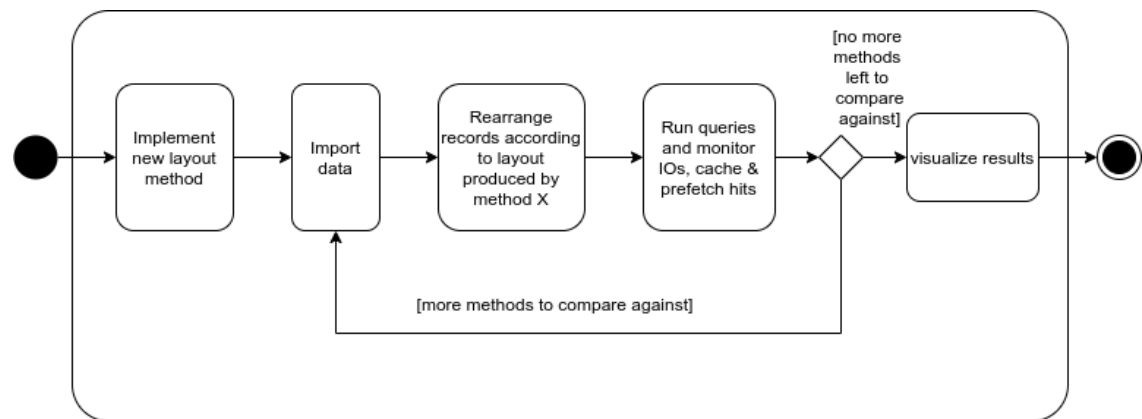 Implement
new layout
method
Import
data
Rearrange
records according
to layout
produced by
method X
Run queries
and monitor
IOs, cache &
prefetch hits
[no more
methods
left to
compare
against]
visualize results
[more methods to compare against]